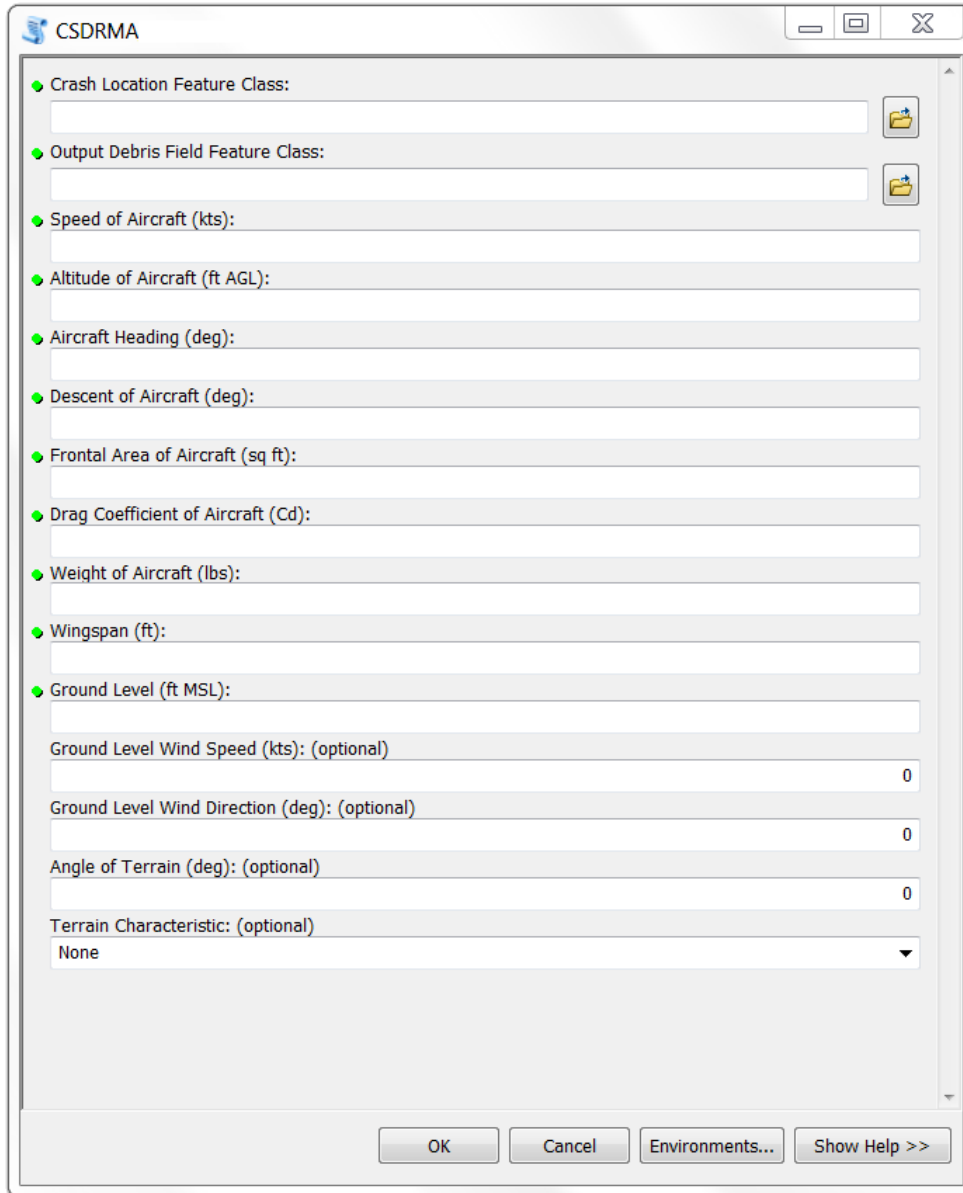 CSDRMA
Crash Location Feature Class:
Output Debris Field Feature Class:
Speed of Aircraft (kts):
Altitude of Aircraft (ft AGL):
Aircraft Heading (deg):
Descent of Aircraft (deg):
Frontal Area of Aircraft (sq ft):
Drag Coefficient of Aircraft (Cd):
Weight of Aircraft (lbs):
Wingspan (ft):
Ground Level (ft MSL):
Ground Level Wind Speed (kts): (optional)
0
Ground Level Wind Direction (deg): (optional)
0
Angle of Terrain (deg): (optional)
0
Terrain Characteristic: (optional)
None
OK Cancel Environments... Show Help >>